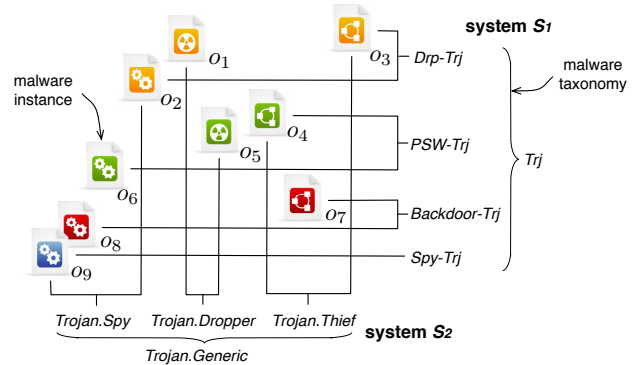 system S1
o1
o3
Drp-Trj
malware
taxonomy
malware
instance
o2
o4
o5
PSW-Trj
Trj
o6
o7
Backdoor-Trj
o8
Spy-Trj
o9
Trojan.Spy
Trojan.Dropper
Trojan.Thief
system S2
Trojan.Generic